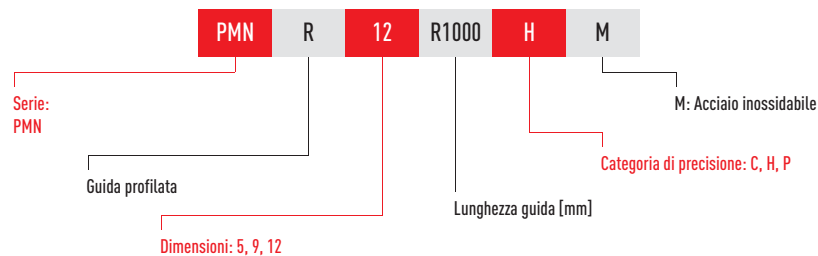 PMN R 12 R1000 H M
Serie:
PMN
M: Acciaio inossidabile
Categoria di precisione: C, H, P
Guida profilata
Lunghezza guida [mm]
Dimensioni: 5, 9, 12